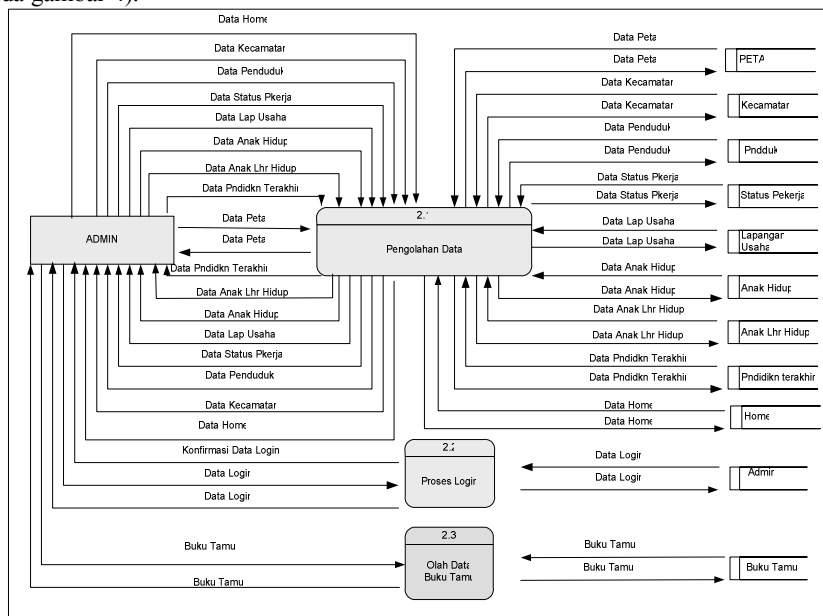 da gambar 4).
Data Home
Data Kecamatan
Data Penduduk
Data Status Pkerja
Data Lap Usaha
Data Anak Hidup
Data Anak Lhr Hidup
Data Pndidkn Terakhir
Data Peta
Data Peta
ADMIN
2.1
Pengolahan Data
Data Pndidkn Terakhir
Data Anak Lhr Hidup
Data Anak Hidup
Data Lap Usaha
Data Status Pkerja
Data Penduduk
Data Kecamatan
Data Home
Konfirmasi Data Login
Data Login
Data Login
2.2
Proses Login
Buku Tamu
Buku Tamu
2.3
Olah Data
Buku Tamu
Data Peta
Data Peta
PETA
Data Kecamatan
Data Kecamatan
Kecamatan
Data Penduduk
Data Penduduk
Pndduk
Data Status Pkerja
Data Status Pkerja
Status Pekerja
Data Lap Usaha
Data Lap Usaha
Lapangan
Usaha
Data Anak Hidup
Data Anak Hidup
Anak Hidup
Data Anak Lhr Hidup
Data Anak Lhr Hidup
Anak Lhr Hidup
Data Pndidkn Terakhir
Data Pndidkn Terakhir
Pndidikn terakhir
Data Home
Data Home
Home
Data Login
Data Login
Admin
Buku Tamu
Buku Tamu
Buku Tamu